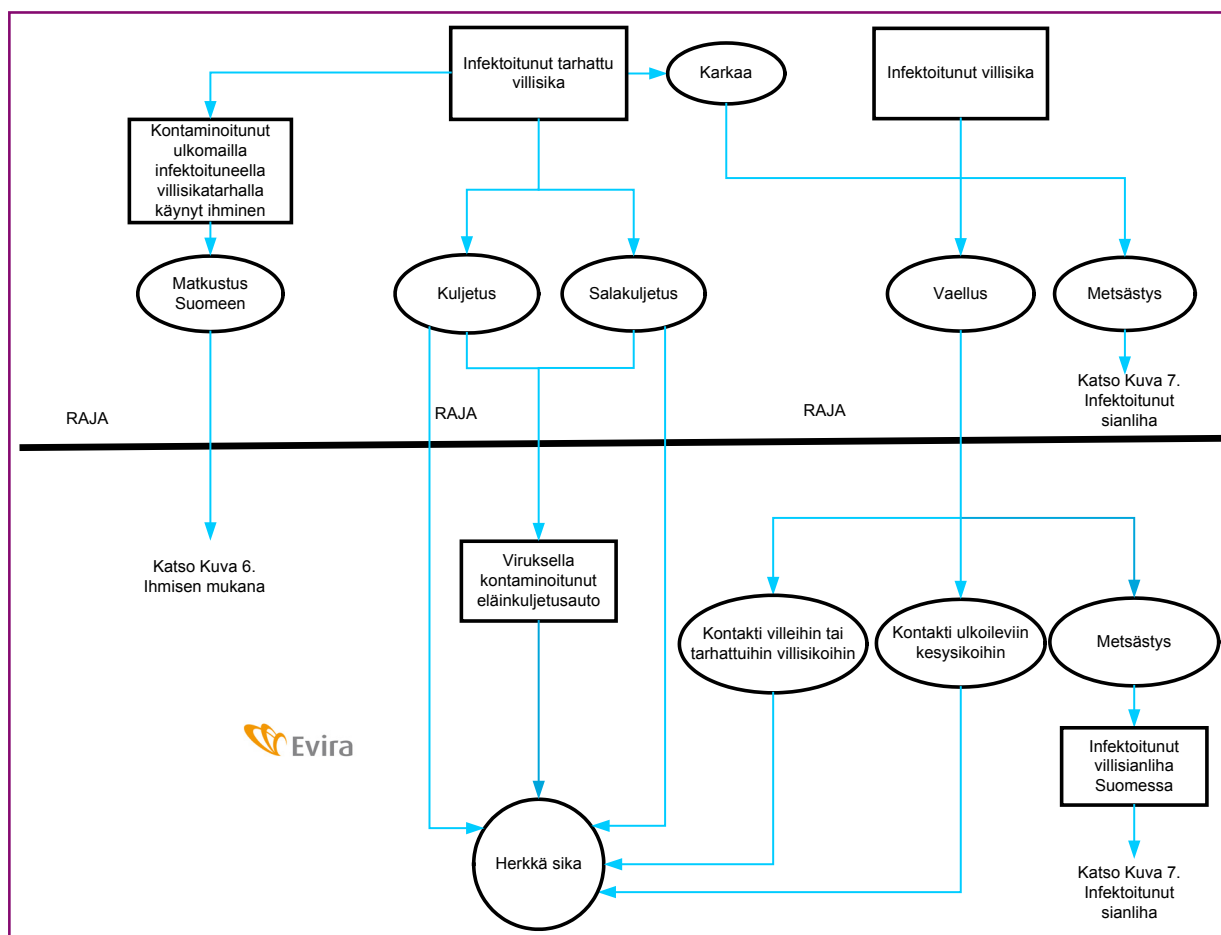 Infektoitunut tarhattu
villisika
Karkaa
Infektoitunut villisika
Kontaminoitunut
ulkomailla
infektoituneella
villisikatarhalla
käynyt ihminen
Matkustus
Suomeen
Kuljetus
Salakuljetus
Vaellus
Metsästys
Katso Kuva 7.
Infektoitunut
sianliha
RAJA
RAJA
RAJA
Katso Kuva 6.
Ihmisen mukana
Viruksella
kontaminoitunut
eläinkuljetusauto
Kontakti villeihin tai
tarhattuihin villisikoihin
Kontakti ulkoileviin
kesysikoihin
Metsästys
Evira
Infektoitunut
villisianliha
Suomessa
Herkkä sika
Katso Kuva 7.
Infektoitunut
sianliha